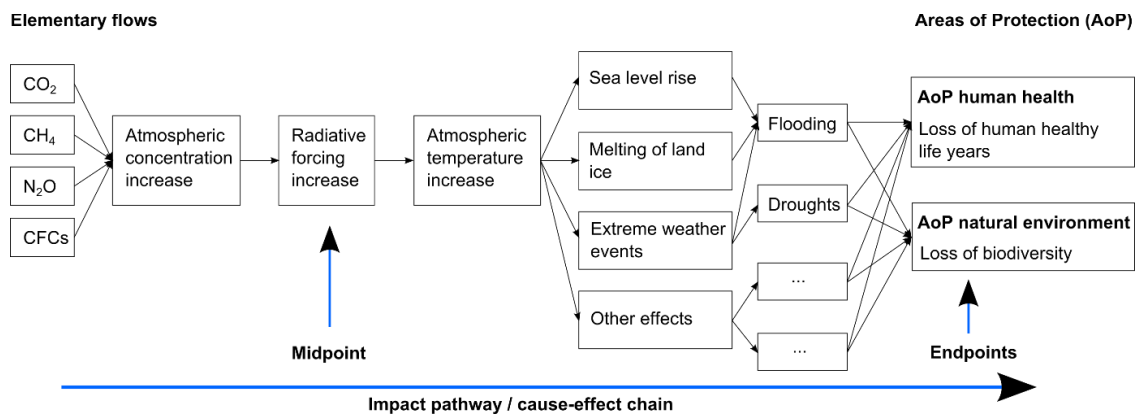 Elementary flows
Areas of Protection (AoP)
CO₂
CH₄
N₂O
CFCs
Atmospheric
concentration
increase
Radiative
forcing
increase
Atmospheric
temperature
increase
Sea level rise
Melting of land
ice
Extreme weather
events
Other effects
Flooding
Droughts
...
...
AoP human health
Loss of human healthy
life years
AoP natural environment
Loss of biodiversity
Midpoint
Endpoints
Impact pathway / cause-effect chain